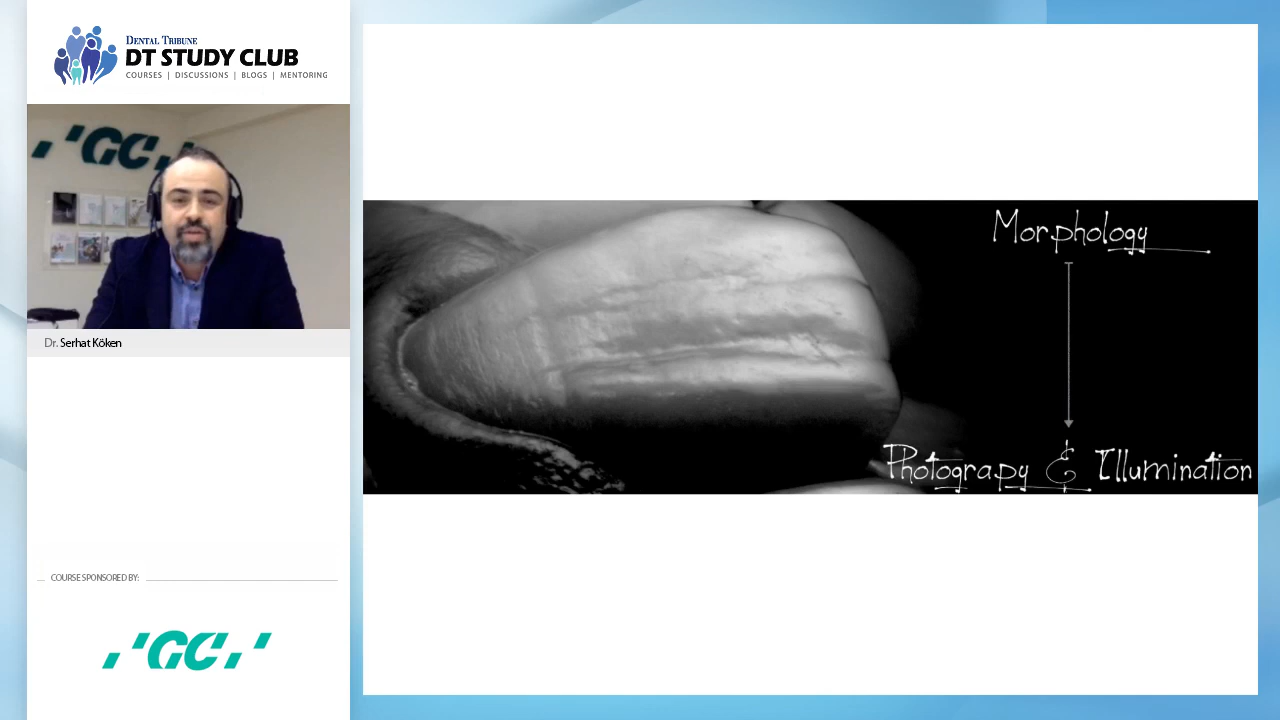 DENTAL TRIBUNE
DT STUDY CLUB
COURSES | DISCUSSIONS | BLOGS | MENTORING
GC
Dr. Serhat Köken
COURSE SPONSORED BY:
GC
Morphology
Photograpy & Illumination